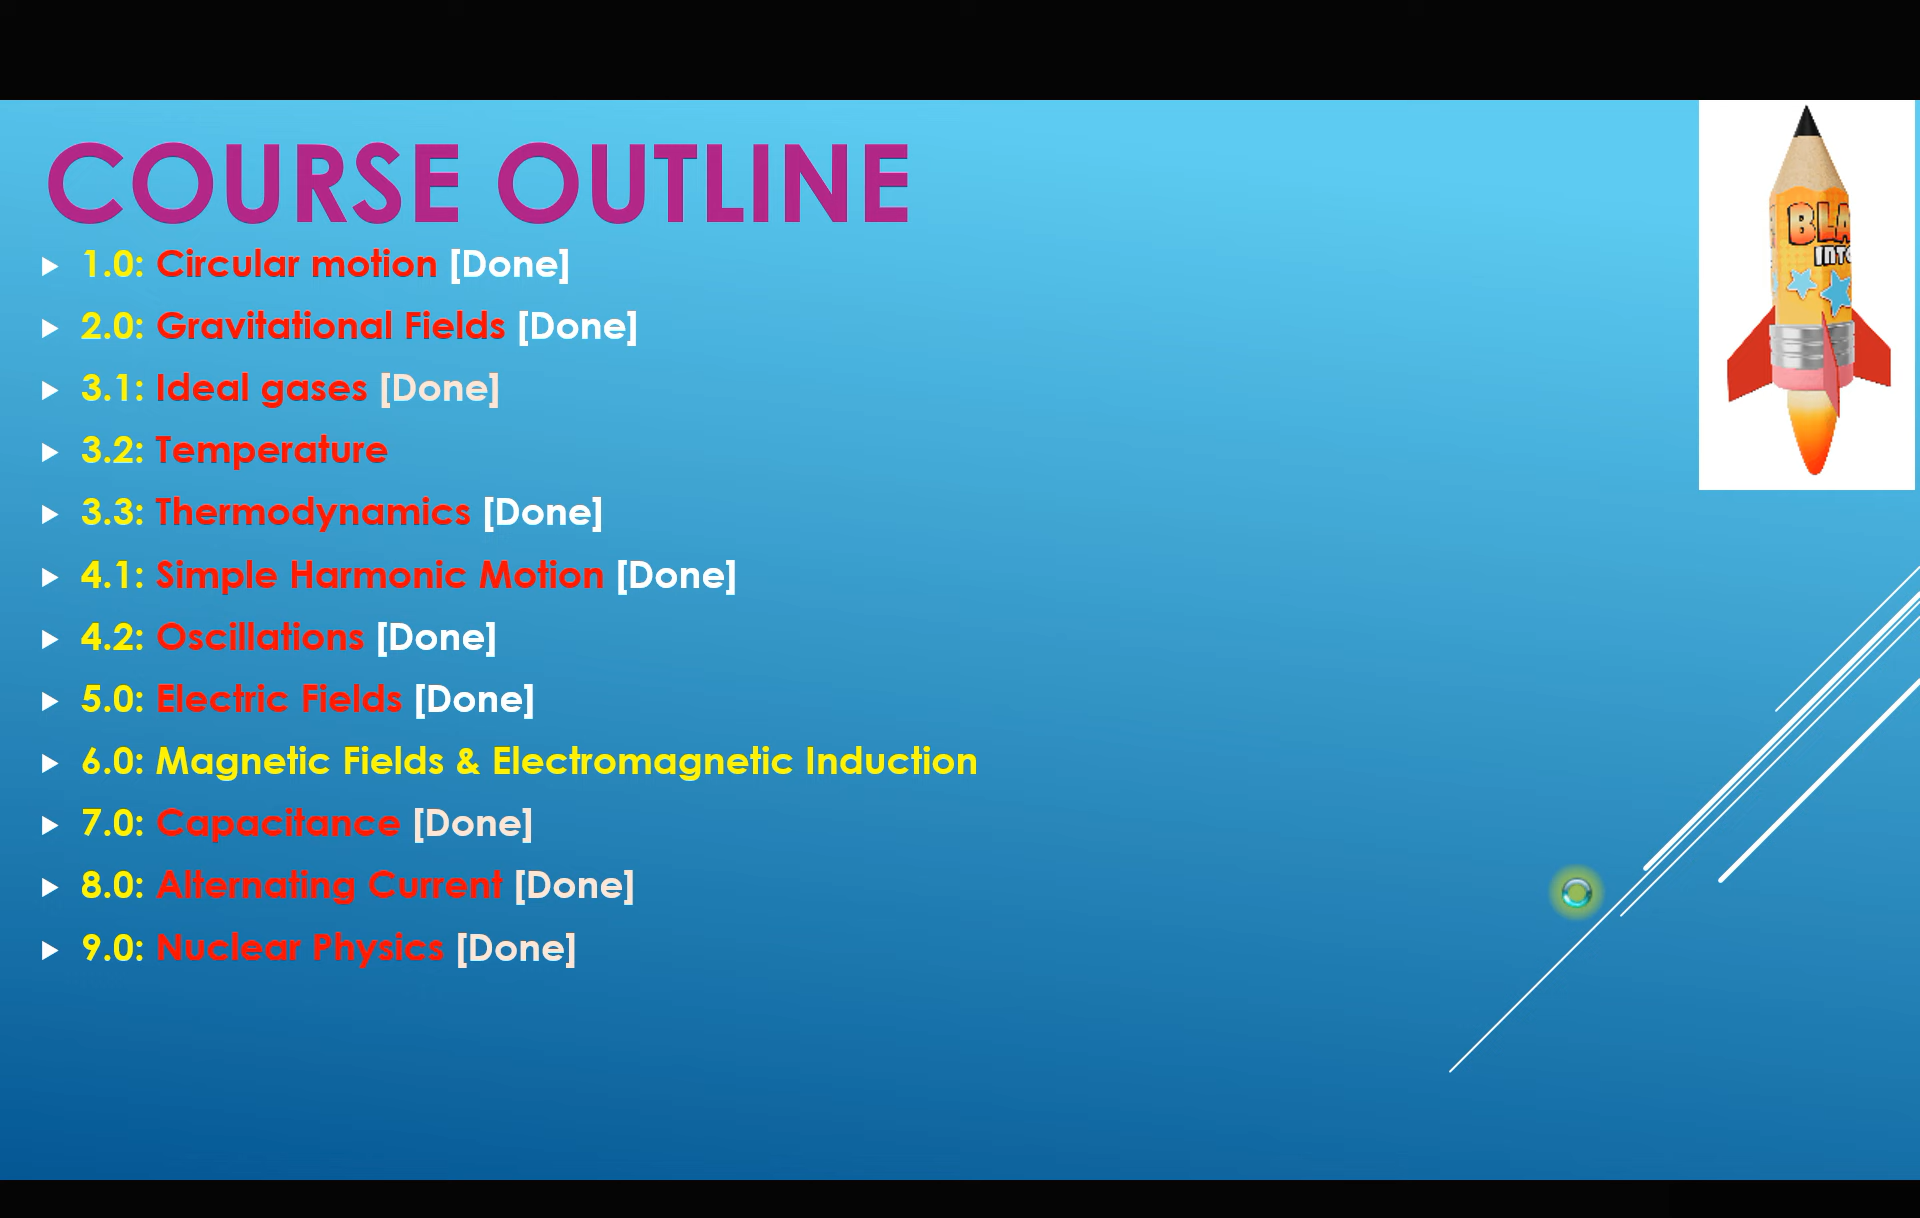 COURSE OUTLINE
1.0: Circular motion [Done]
2.0: Gravitational Fields [Done]
3.1: Ideal gases [Done]
3.2: Temperature
3.3: Thermodynamics [Done]
4.1: Simple Harmonic Motion [Done]
4.2: Oscillations [Done]
5.0: Electric Fields [Done]
6.0: Magnetic Fields & Electromagnetic Induction
7.0: Capacitance [Done]
8.0: Alternating Current [Done]
9.0: Nuclear Physics [Done]